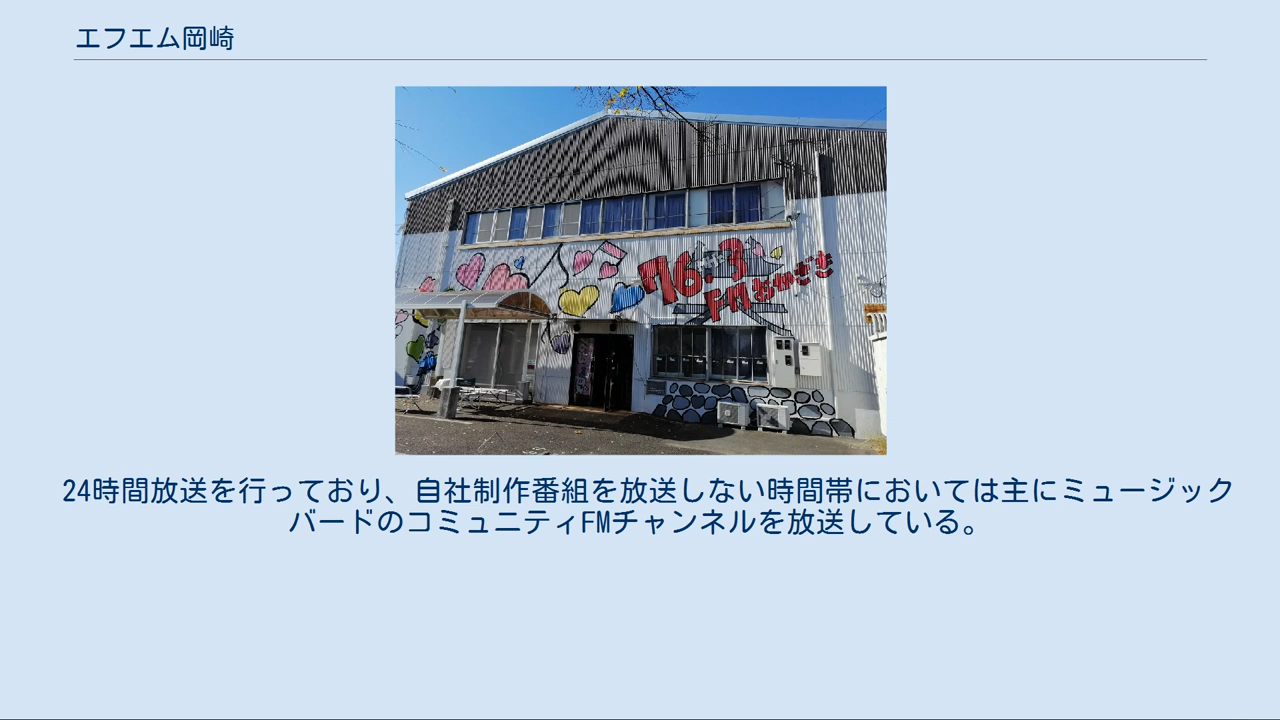 エフエム岡崎
76.3
FMおかざき
24時間放送を行っており、自社制作番組を放送しない時間帯においては主にミュージック
バードのコミュニティFMチャンネルを放送している。